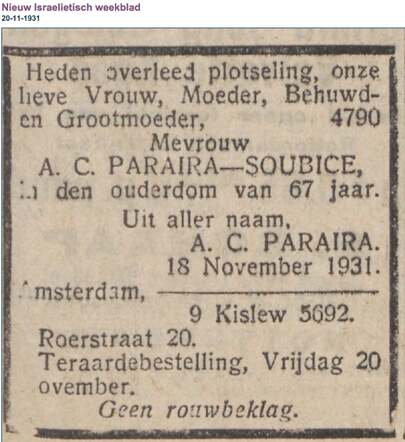 Nieuw Israelietisch weekblad
20-11-1931
Heden overleed plotseling, onze
lieve Vrouw, Moeder, Behuwd-
en Grootmoeder, 4790
Mevrouw
A. C. PARAIRA—SOUBICE,
in den ouderdom van 67 jaar.
Uit aller naam,
A. C. PARAIRA.
18 November 1931.
Amsterdam,
9 Kislew 5692.
Roerstraat 20.
Teraardebestelling, Vrijdag 20
ovember.
Geen rouwbeklag.